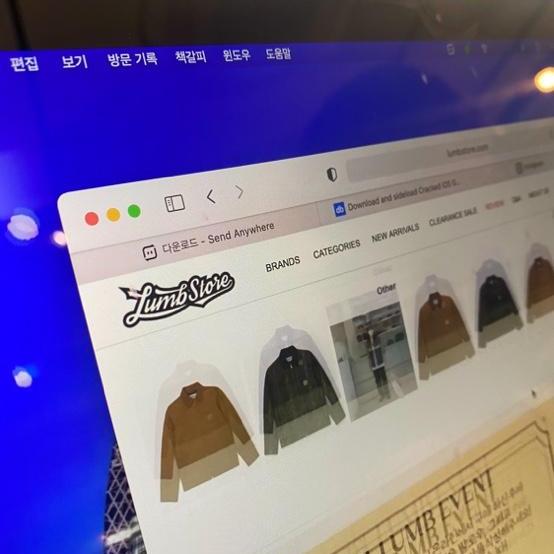 편집 보기 방문 기록 책갈피 윈도우 도움말
lumbstore.com
다운로드 - Send Anywhere
Download and sideload Cracked iOS G...
LumbStore
BRANDS CATEGORIES NEW ARRIVALS CLEARANCE SALE REVIEW Q&A ABOUT
Other
LUMB EVENT